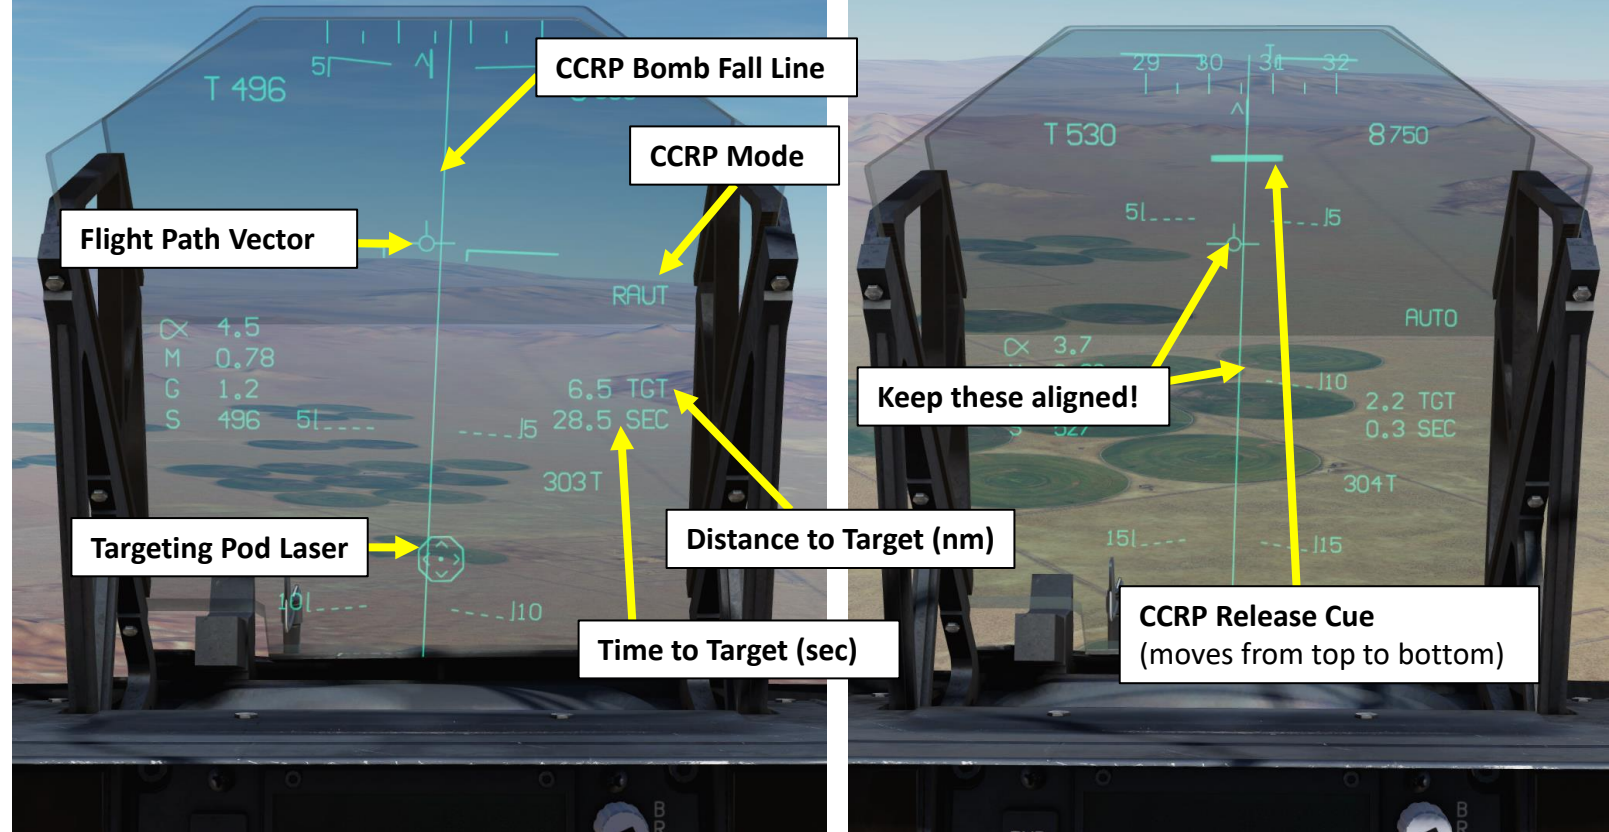 CCRP Bomb Fall Line
5
T 496
CCRP Mode
Flight Path Vector
RAUT
α 4.5
M 0.78
G 1.2
S 496
6.5 TGT
28.5 SEC
5
5
303T
Distance to Target (nm)
Targeting Pod Laser
10
10
Time to Target (sec)
B
R
29 30 31 32
T
T 530
8 750
5
5
AUTO
α 3.7
Keep these aligned!
10
2.2 TGT
0.3 SEC
S 527
304T
15
15
CCRP Release Cue
(moves from top to bottom)
B
R